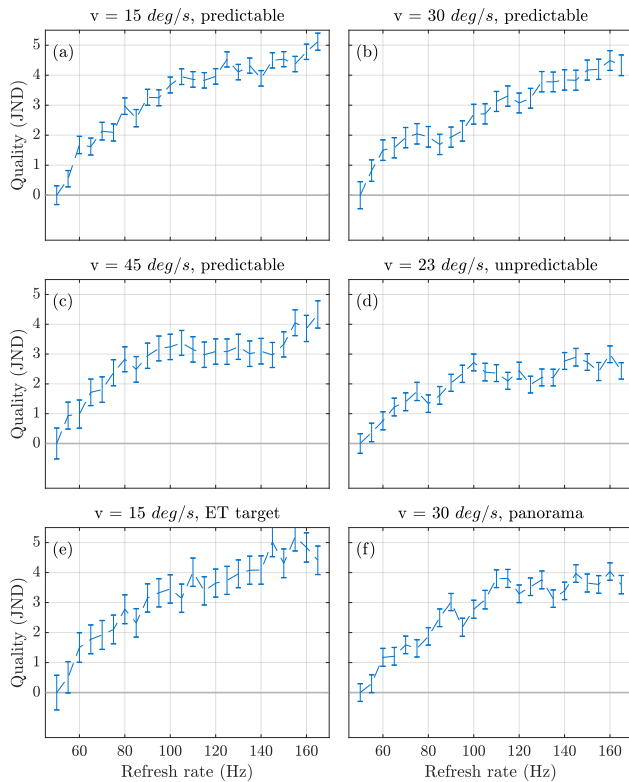 v = 15 deg/s, predictable
v = 30 deg/s, predictable
(a)
(b)
5
4
3
2
1
0
Quality (JND)
v = 45 deg/s, predictable
v = 23 deg/s, unpredictable
(c)
(d)
5
4
3
2
1
0
Quality (JND)
v = 15 deg/s, ET target
v = 30 deg/s, panorama
(e)
(f)
5
4
3
2
1
0
Quality (JND)
60 80 100 120 140 160
60 80 100 120 140 160
Refresh rate (Hz)
Refresh rate (Hz)